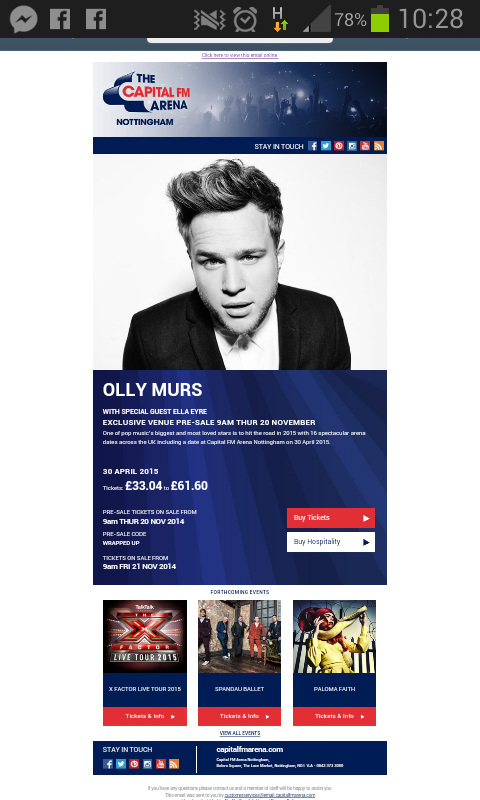 H
78%
10:28
Click here to view this email online
THE
CAPITAL FM
ARENA
NOTTINGHAM
STAY IN TOUCH
OLLY MURS
WITH SPECIAL GUEST ELLA EYRE
EXCLUSIVE VENUE PRE-SALE 9AM THUR 20 NOVEMBER
One of pop music's biggest and most loved stars is to hit the road in 2015 with 16 spectacular arena
dates across the UK including a date at Capital FM Arena Nottingham on 30 April 2015.
30 APRIL 2015
Tickets: £33.04 to £61.60
PRE-SALE TICKETS ON SALE FROM
9am THUR 20 NOV 2014
PRE-SALE CODE
WRAPPED UP
TICKETS ON SALE FROM
9am FRI 21 NOV 2014
Buy Tickets
Buy Hospitality
FORTHCOMING EVENTS
TalkTalk
THE
X
FACTOR
LIVE TOUR 2015
X FACTOR LIVE TOUR 2015
SPANDAU BALLET
PALOMA FAITH
Tickets & Info
Tickets & Info
Tickets & Info
VIEW ALL EVENTS
STAY IN TOUCH
capitalfmarena.com
Capital FM Arena Nottingham,
Bolero Square, The Lace Market, Nottingham, NG1 1LA - 0843 373 3000
If you have any questions please contact us and a member of staff will be happy to assist you
This email was sent to you by customerservices@email.capitalfmarena.com